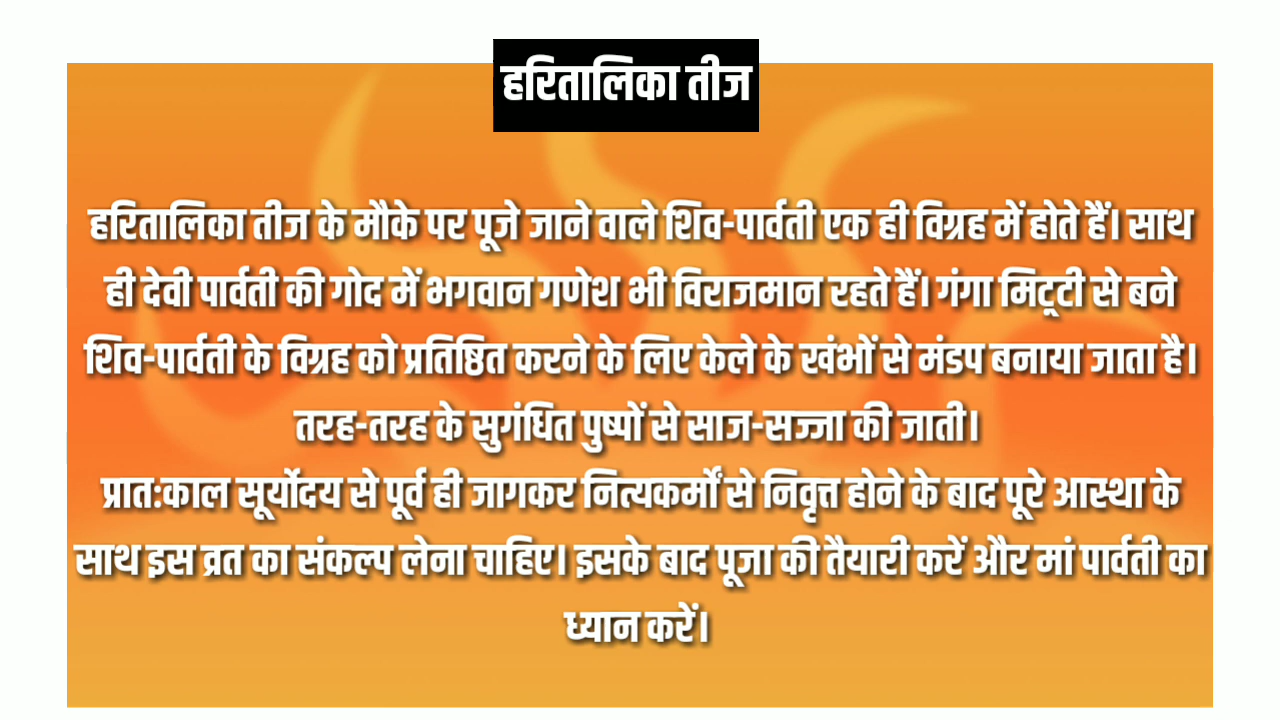 हरितालिका तीज
हरितालिका तीज के मौके पर पूजे जाने वाले शिव-पार्वती एक ही विग्रह में होते हैं। साथ
ही देवी पार्वती की गोद में भगवान गणेश भी विराजमान रहते हैं। गंगा मिट्टी से बने
शिव-पार्वती के विग्रह को प्रतिष्ठित करने के लिए केले के खंभों से मंडप बनाया जाता है।
तरह-तरह के सुगंधित पुष्पों से साज-सज्जा की जाती।
प्रात:काल सूर्योदय से पूर्व ही जागकर नित्यकर्मों से निवृत्त होने के बाद पूरे आस्था के
साथ इस व्रत का संकल्प लेना चाहिए। इसके बाद पूजा की तैयारी करें और मां पार्वती का
ध्यान करें।